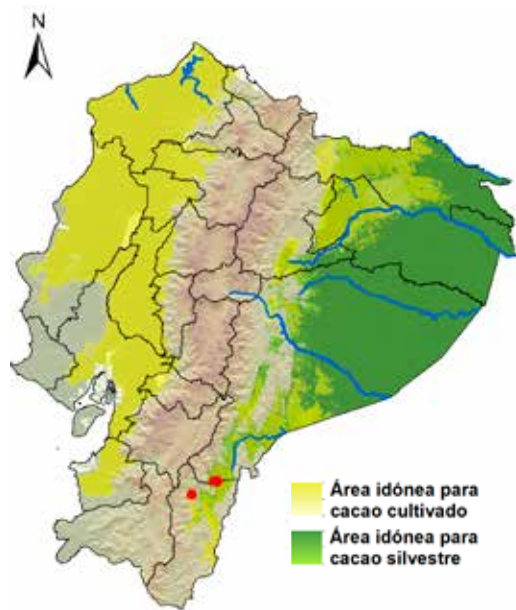 N
Área idónea para
cacao cultivado
Área idónea para
cacao silvestre